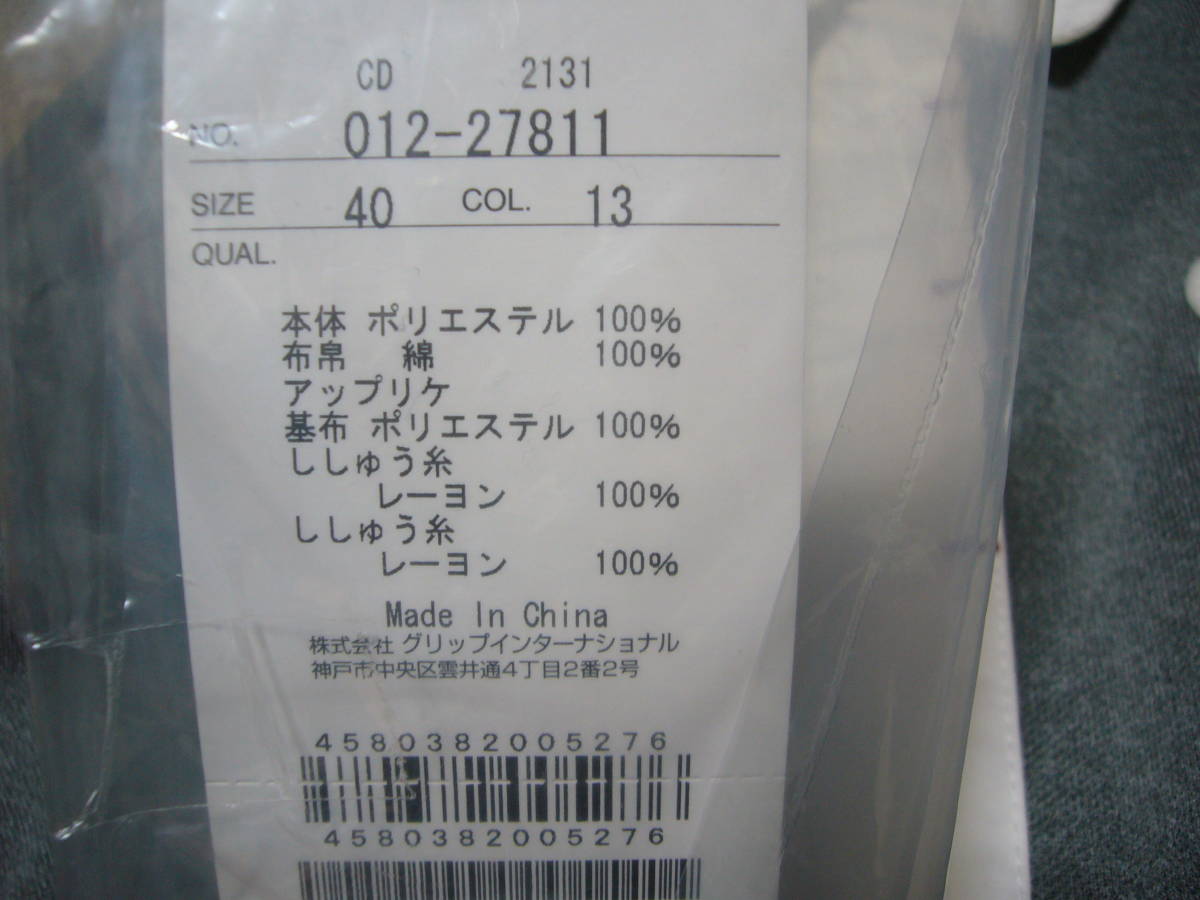 CD 2131
NO. 012-27811
SIZE 40 COL. 13
QUAL.
本体 ポリエステル 100%
布帛 綿 100%
アップリケ
基布 ポリエステル 100%
ししゅう糸
レーヨン 100%
ししゅう糸
レーヨン 100%
Made In China
株式会社 グリップインターナショナル
神戸市中央区雲井通4丁目2番2号
4580382005276
4580382005276